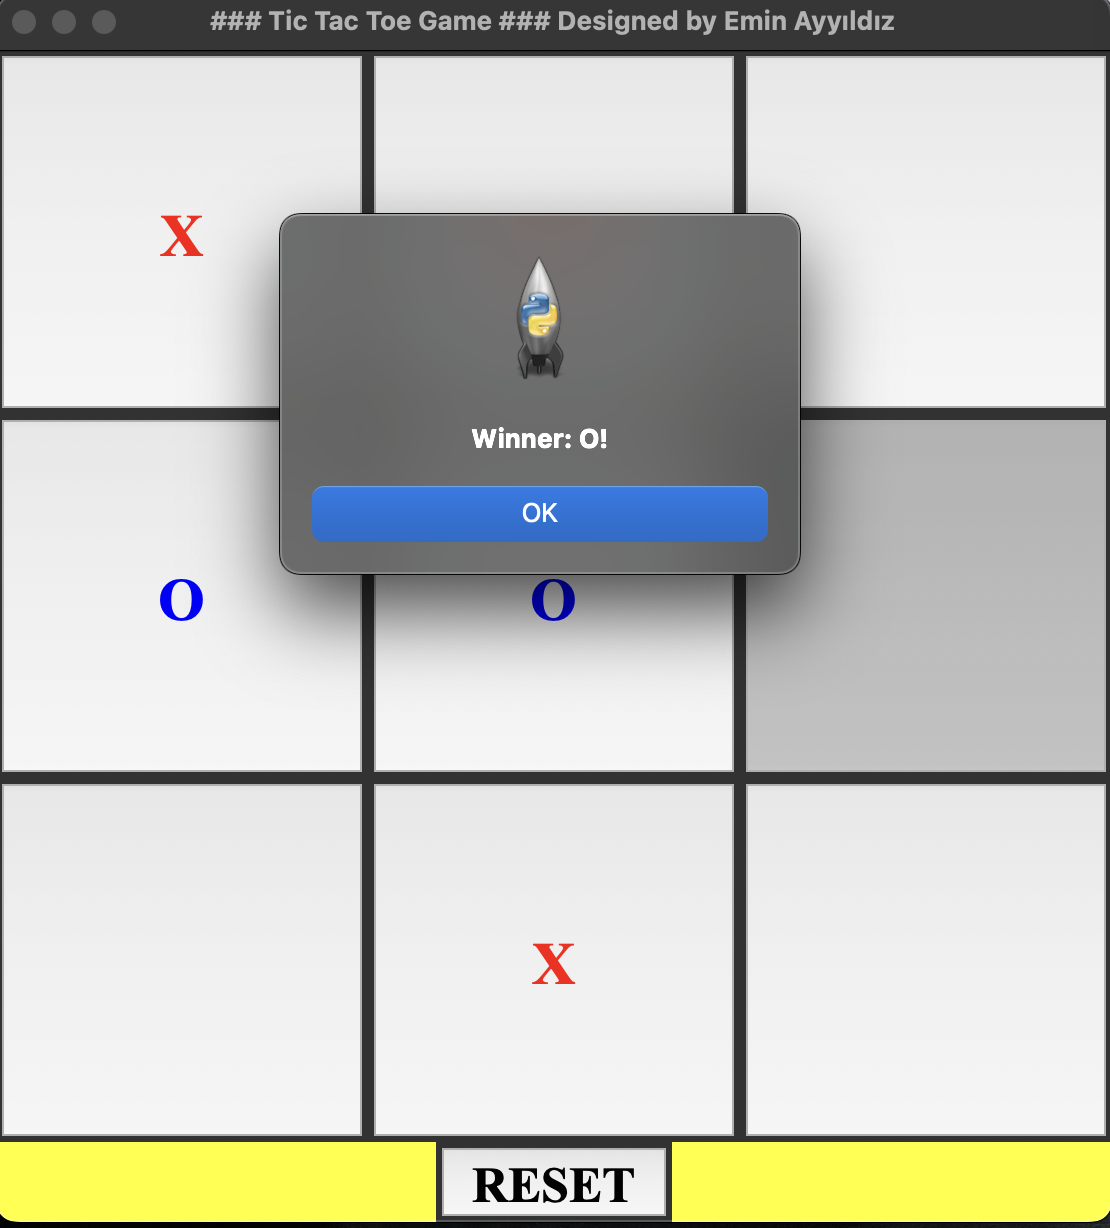 ### Tic Tac Toe Game ### Designed by Emin Ayyıldız
X
Winner: O!
OK
O O
X
RESET